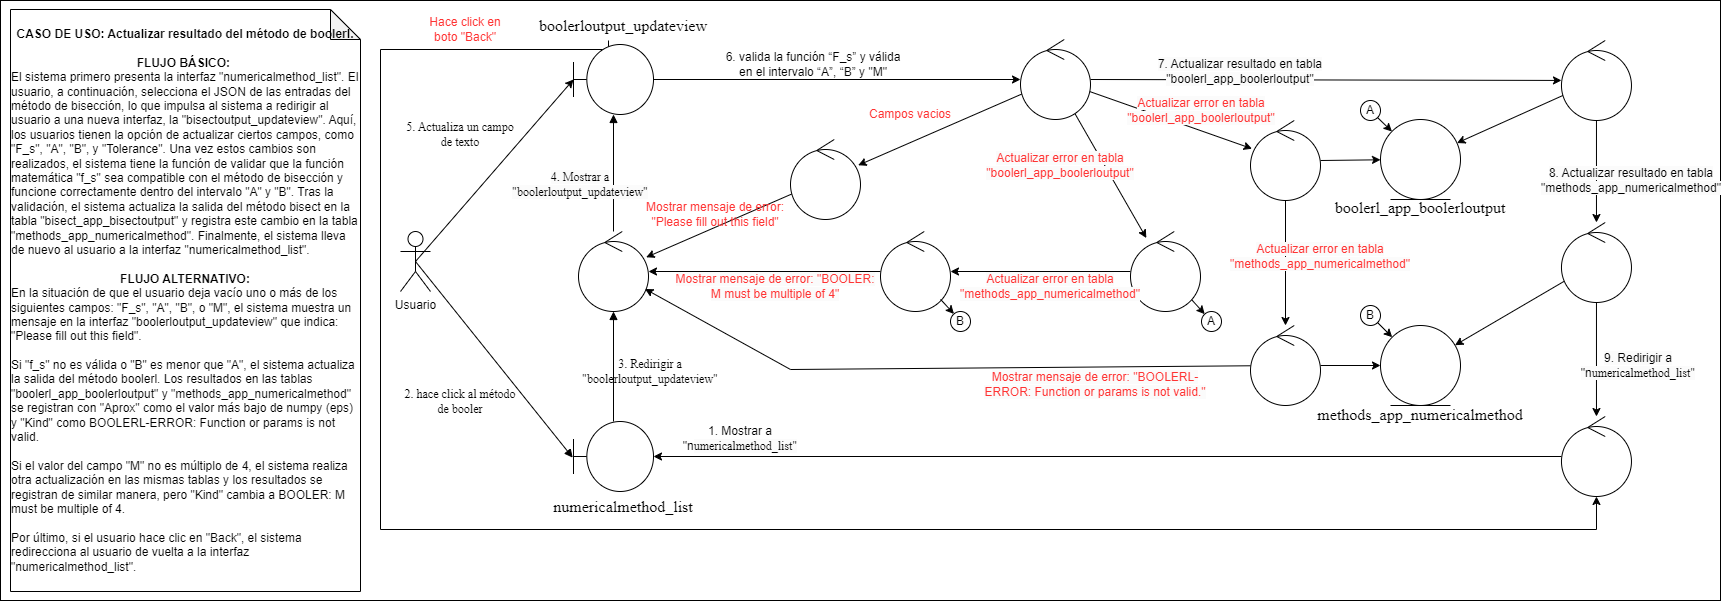 CASO DE USO: Actualizar resultado del método de boolerl.
FLUJO BÁSICO:
El sistema primero presenta la interfaz "numericalmethod_list". El
usuario, a continuación, selecciona el JSON de las entradas del
método de bisección, lo que impulsa al sistema a redirigir al
usuario a una nueva interfaz, la "bisectoutput_updateview". Aquí,
los usuarios tienen la opción de actualizar ciertos campos, como
"F_s", "A", "B", y "Tolerance". Una vez estos cambios son
realizados, el sistema tiene la función de validar que la función
matemática "f_s" sea compatible con el método de bisección y
funcione correctamente dentro del intervalo "A" y "B". Tras la
validación, el sistema actualiza la salida del método bisect en la
tabla "bisect_app_bisectoutput" y registra este cambio en la tabla
"methods_app_numericalmethod". Finalmente, el sistema lleva
de nuevo al usuario a la interfaz "numericalmethod_list".
FLUJO ALTERNATIVO:
En la situación de que el usuario deja vacío uno o más de los
siguientes campos: "F_s", "A", "B", o "M", el sistema muestra un
mensaje en la interfaz "boolerloutput_updateview" que indica:
"Please fill out this field".
Si "f_s" no es válida o "B" es menor que "A", el sistema actualiza
la salida del método boolerl. Los resultados en las tablas
"boolerl_app_boolerloutput" y "methods_app_numericalmethod"
se registran con "Aprox" como el valor más bajo de numpy (eps)
y "Kind" como BOOLERL-ERROR: Function or params is not
valid.
Si el valor del campo "M" no es múltiplo de 4, el sistema realiza
otra actualización en las mismas tablas y los resultados se
registran de similar manera, pero "Kind" cambia a BOOLER: M
must be multiple of 4.
Por último, si el usuario hace clic en "Back", el sistema
redirecciona al usuario de vuelta a la interfaz
"numericalmethod_list".
Hace click en
boto "Back"
boolerloutput_updateview
6. valida la función “F_s” y válida
en el intervalo “A”, “B” y "M"
7. Actualizar resultado en tabla
"boolerl_app_boolerloutput"
Actualizar error en tabla
"boolerl_app_boolerloutput"
A
Campos vacios
5. Actualiza un campo
de texto
Actualizar error en tabla
"boolerl_app_boolerloutput"
4. Mostrar a
"boolerloutput_updateview"
8. Actualizar resultado en tabla
"methods_app_numericalmethod"
Mostrar mensaje de error:
"Please fill out this field"
boolerl_app_boolerloutput
Usuario
Mostrar mensaje de error: "BOOLER:
M must be multiple of 4"
Actualizar error en tabla
"methods_app_numericalmethod"
Actualizar error en tabla
"methods_app_numericalmethod"
B
A
B
3. Redirigir a
"boolerloutput_updateview"
9. Redirigir a
"numericalmethod_list"
2. hace click al método
de booler
Mostrar mensaje de error: "BOOLERL-
ERROR: Function or params is not valid."
methods_app_numericalmethod
1. Mostrar a
"numericalmethod_list"
numericalmethod_list